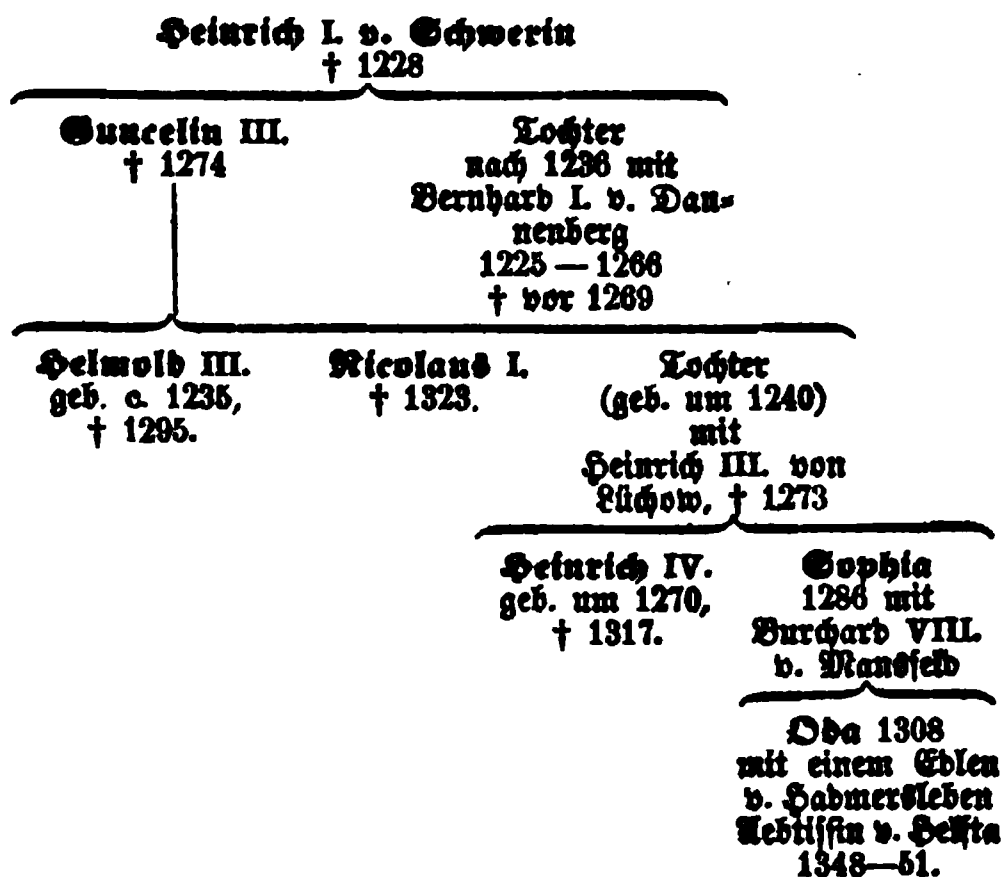 Heinrich I. v. Schwerin
† 1228
Guncelin III.
† 1274
Tochter
nach 1236 mit
Bernhard I. v. Dan-
nenberg
1225 — 1266
† vor 1269
Helmold III.
geb. c. 1235,
† 1295.
Nicolaus I.
† 1323.
Tochter
(geb. um 1240)
mit
Heinrich III. von
Lüchow, † 1273
Heinrich IV.
geb. um 1270,
† 1317.
Sophia
1286 mit
Burchard VIII.
v. Mansfeld
Oda 1308
mit einem Edlen
v. Hadmersleben
Aebtissin v. Helfta
1348—51.